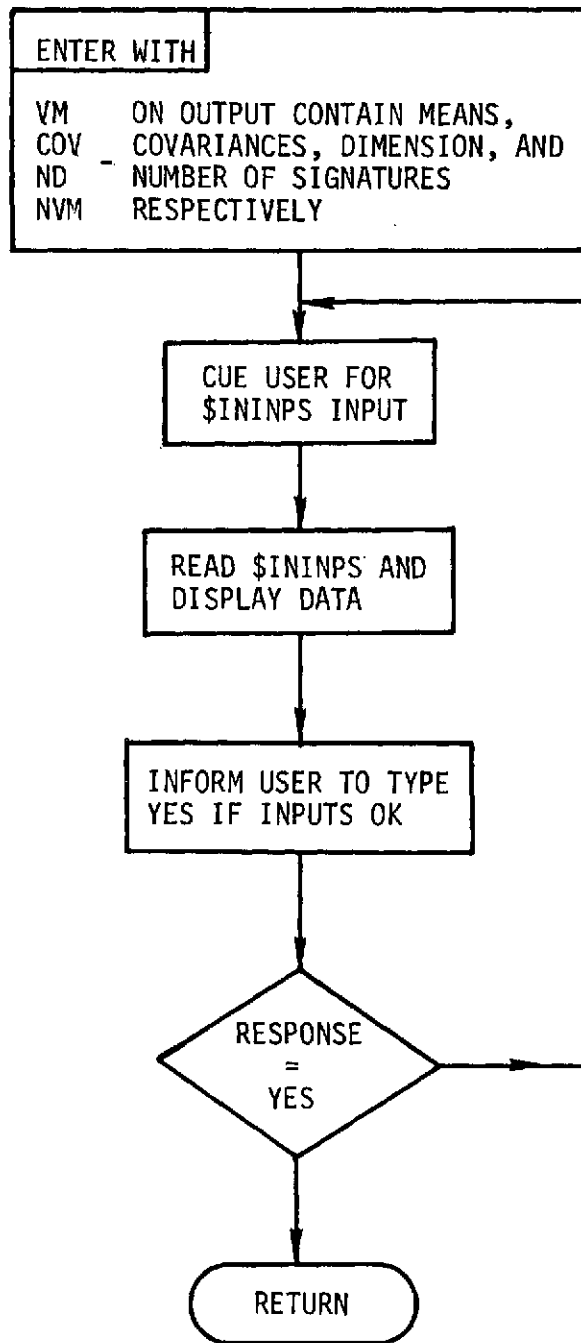 ENTER WITH
VM ON OUTPUT CONTAIN MEANS,
COV COVARIANCES, DIMENSION, AND
ND - NUMBER OF SIGNATURES
NVM RESPECTIVELY
CUE USER FOR
$ININPS INPUT
READ $ININPS AND
DISPLAY DATA
INFORM USER TO TYPE
YES IF INPUTS OK
RESPONSE
=
YES
RETURN